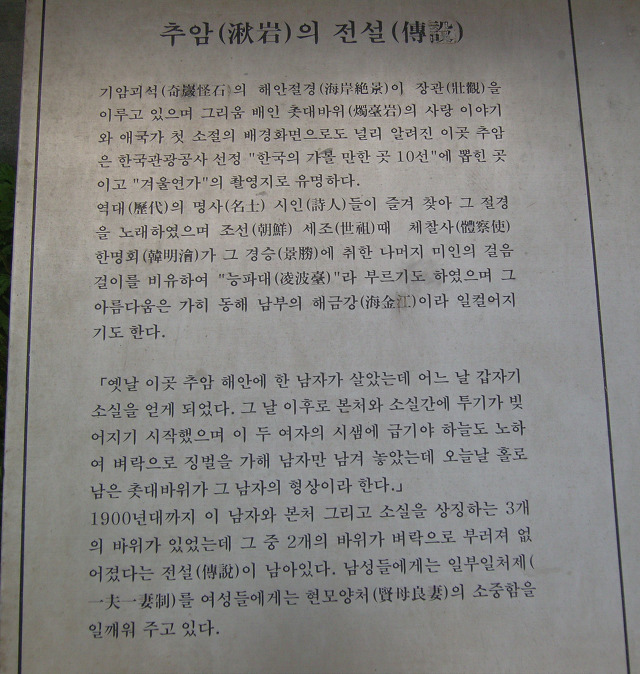 추암(湫岩)의 전설(傳說)
기암괴석(奇巖怪石)의 해안절경(海岸絶景)이 장관(壯觀)을
이루고 있으며 그리움 배인 촛대바위(燭臺岩)의 사랑 이야기
와 애국가 첫 소절의 배경화면으로도 널리 알려진 이곳 추암
은 한국관광공사 선정 "한국의 가볼 만한 곳 10선"에 뽑힌 곳
이고 "겨울연가"의 촬영지로 유명하다.
역대(歷代)의 명사(名士) 시인(詩人)들이 즐겨 찾아 그 절경
을 노래하였으며 조선(朝鮮) 세조(世祖)때 체찰사(體察使)
한명회(韓明澮)가 그 경승(景勝)에 취한 나머지 미인의 걸음
걸이를 비유하여 "능파대(凌波臺)"라 부르기도 하였으며 그
아름다움은 가히 동해 남부의 해금강(海金江)이라 일컬어지
기도 한다.
「옛날 이곳 추암 해안에 한 남자가 살았는데 어느 날 갑자기
소실을 얻게 되었다. 그 날 이후로 본처와 소실간에 투기가 빚
어지기 시작했으며 이 두 여자의 시샘에 급기야 하늘도 노하
여 벼락으로 징벌을 가해 남자만 남겨 놓았는데 오늘날 홀로
남은 촛대바위가 그 남자의 형상이라 한다.」
1900년대까지 이 남자와 본처 그리고 소실을 상징하는 3개
의 바위가 있었는데 그 중 2개의 바위가 벼락으로 부러져 없
어졌다는 전설(傳說)이 남아있다. 남성들에게는 일부일처제(
一夫一妻制)를 여성들에게는 현모양처(賢母良妻)의 소중함을
일깨워 주고 있다.